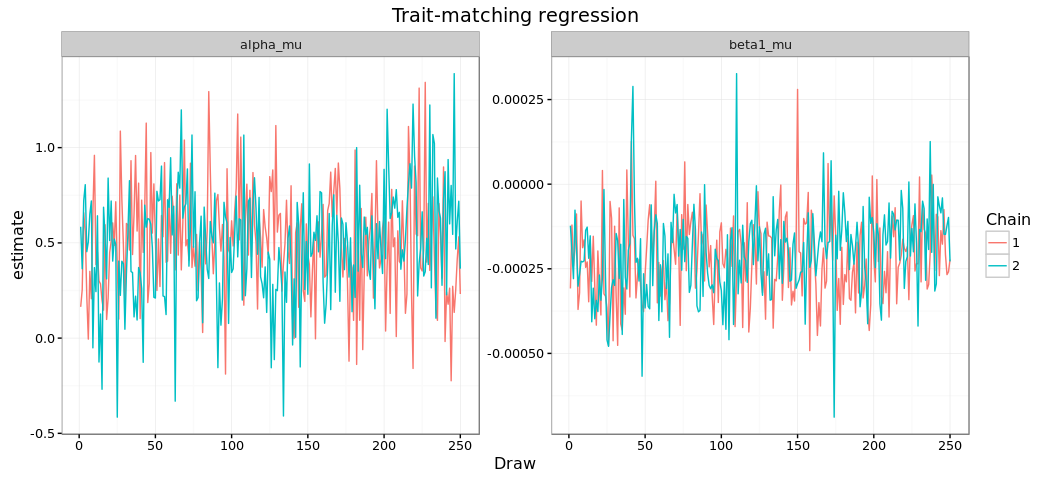 Trait-matching regression
alpha_mu
beta1_mu
estimate
1.0
0.5
0.0
-0.5
0 50 100 150 200 250
0.00025
0.00000
-0.00025
-0.00050
0 50 100 150 200 250
Draw
Chain
1
2